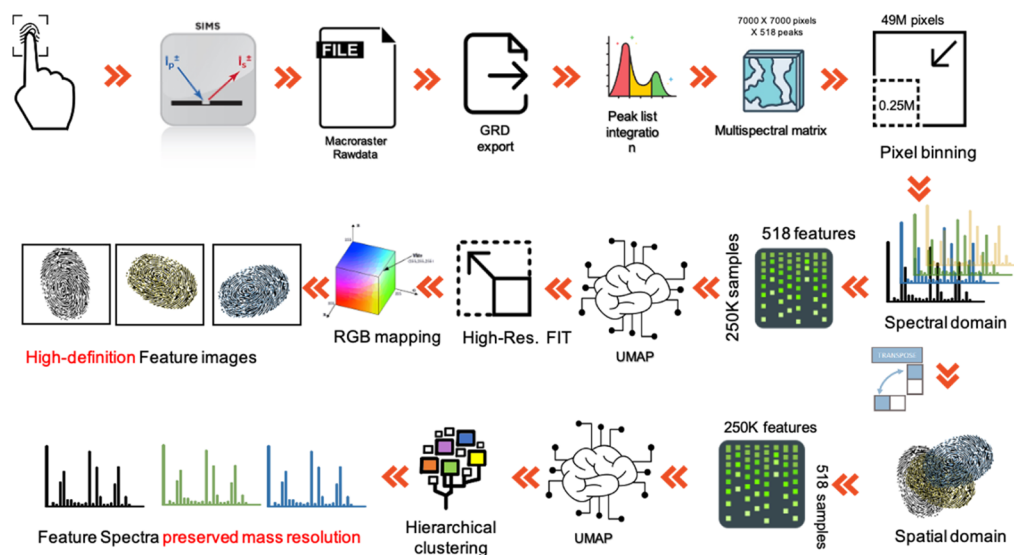 SIMS
Ip±
Is±
FILE
Macroraster
Rawdata
GRD
export
Peak list
integratio
n
7000 X 7000 pixels
X 518 peaks
Multispectral matrix
49M pixels
0.25M
Pixel binning
High-definition Feature images
RGB mapping
High-Res. FIT
UMAP
250K samples
518 features
Spectral domain
TRANSPOSE
Feature Spectra preserved mass resolution
Hierarchical
clustering
UMAP
250K features
518 samples
Spatial domain